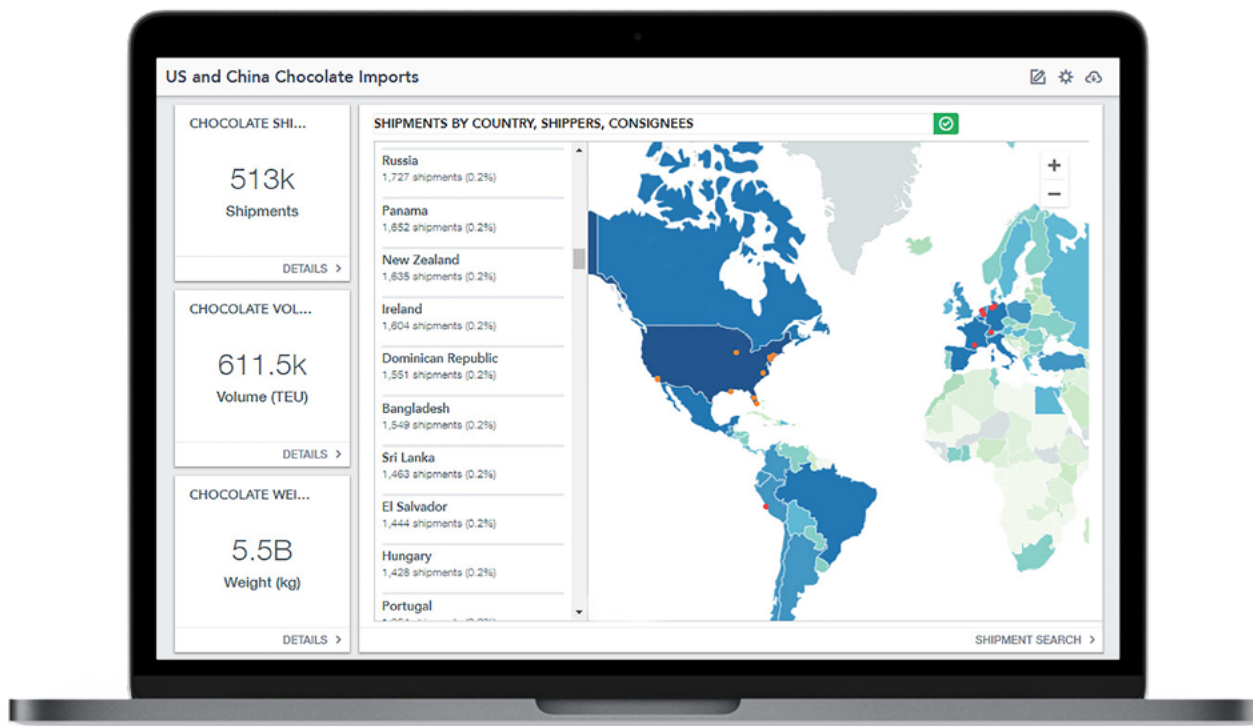 US and China Chocolate Imports
CHOCOLATE SHI...
513k
Shipments
DETAILS >
CHOCOLATE VOL...
611.5k
Volume (TEU)
DETAILS >
CHOCOLATE WEI...
5.5B
Weight (kg)
DETAILS >
SHIPMENTS BY COUNTRY, SHIPPERS, CONSIGNEES
Russia
1,727 shipments (0.2%)
Panama
1,652 shipments (0.2%)
New Zealand
1,635 shipments (0.2%)
Ireland
1,604 shipments (0.2%)
Dominican Republic
1,551 shipments (0.2%)
Bangladesh
1,549 shipments (0.2%)
Sri Lanka
1,463 shipments (0.2%)
El Salvador
1,444 shipments (0.2%)
Hungary
1,428 shipments (0.2%)
Portugal
+
−
SHIPMENT SEARCH >